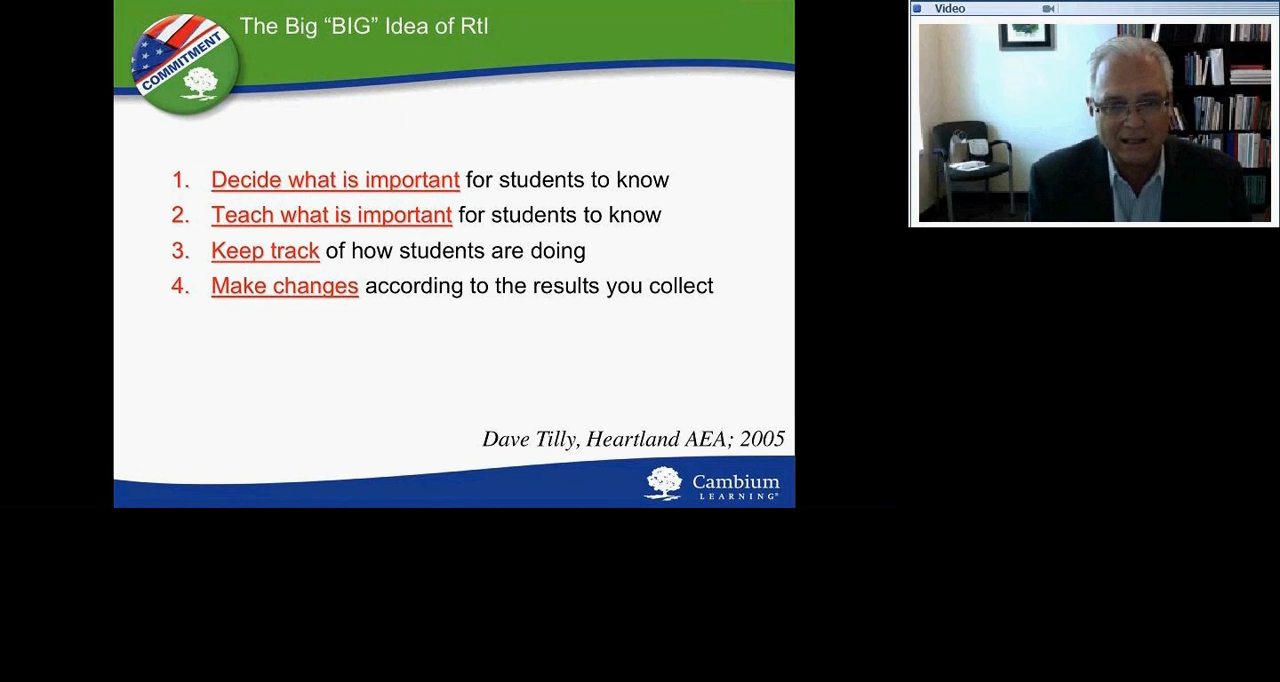 The Big “BIG” Idea of RtI
COMMITMENT
1. Decide what is important for students to know
2. Teach what is important for students to know
3. Keep track of how students are doing
4. Make changes according to the results you collect
Dave Tilly, Heartland AEA; 2005
Cambium
LEARNING®
Video